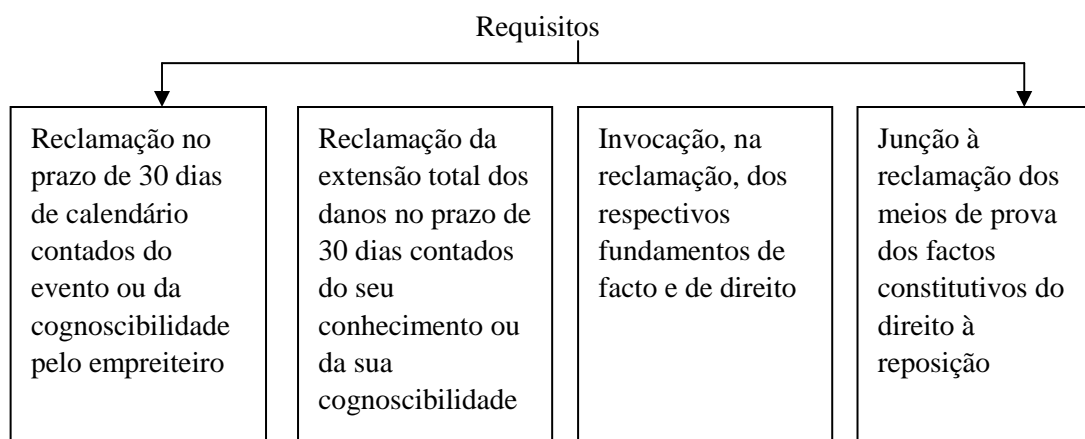 Requisitos
Reclamação no
prazo de 30 dias
de calendário
contados do
evento ou da
cognoscibilidade
pelo empreiteiro
Reclamação da
extensão total dos
danos no prazo de
30 dias contados
do seu
conhecimento ou
da sua
cognoscibilidade
Invocação, na
reclamação, dos
respectivos
fundamentos de
facto e de direito
Junção à
reclamação dos
meios de prova
dos factos
constitutivos do
direito à
reposição